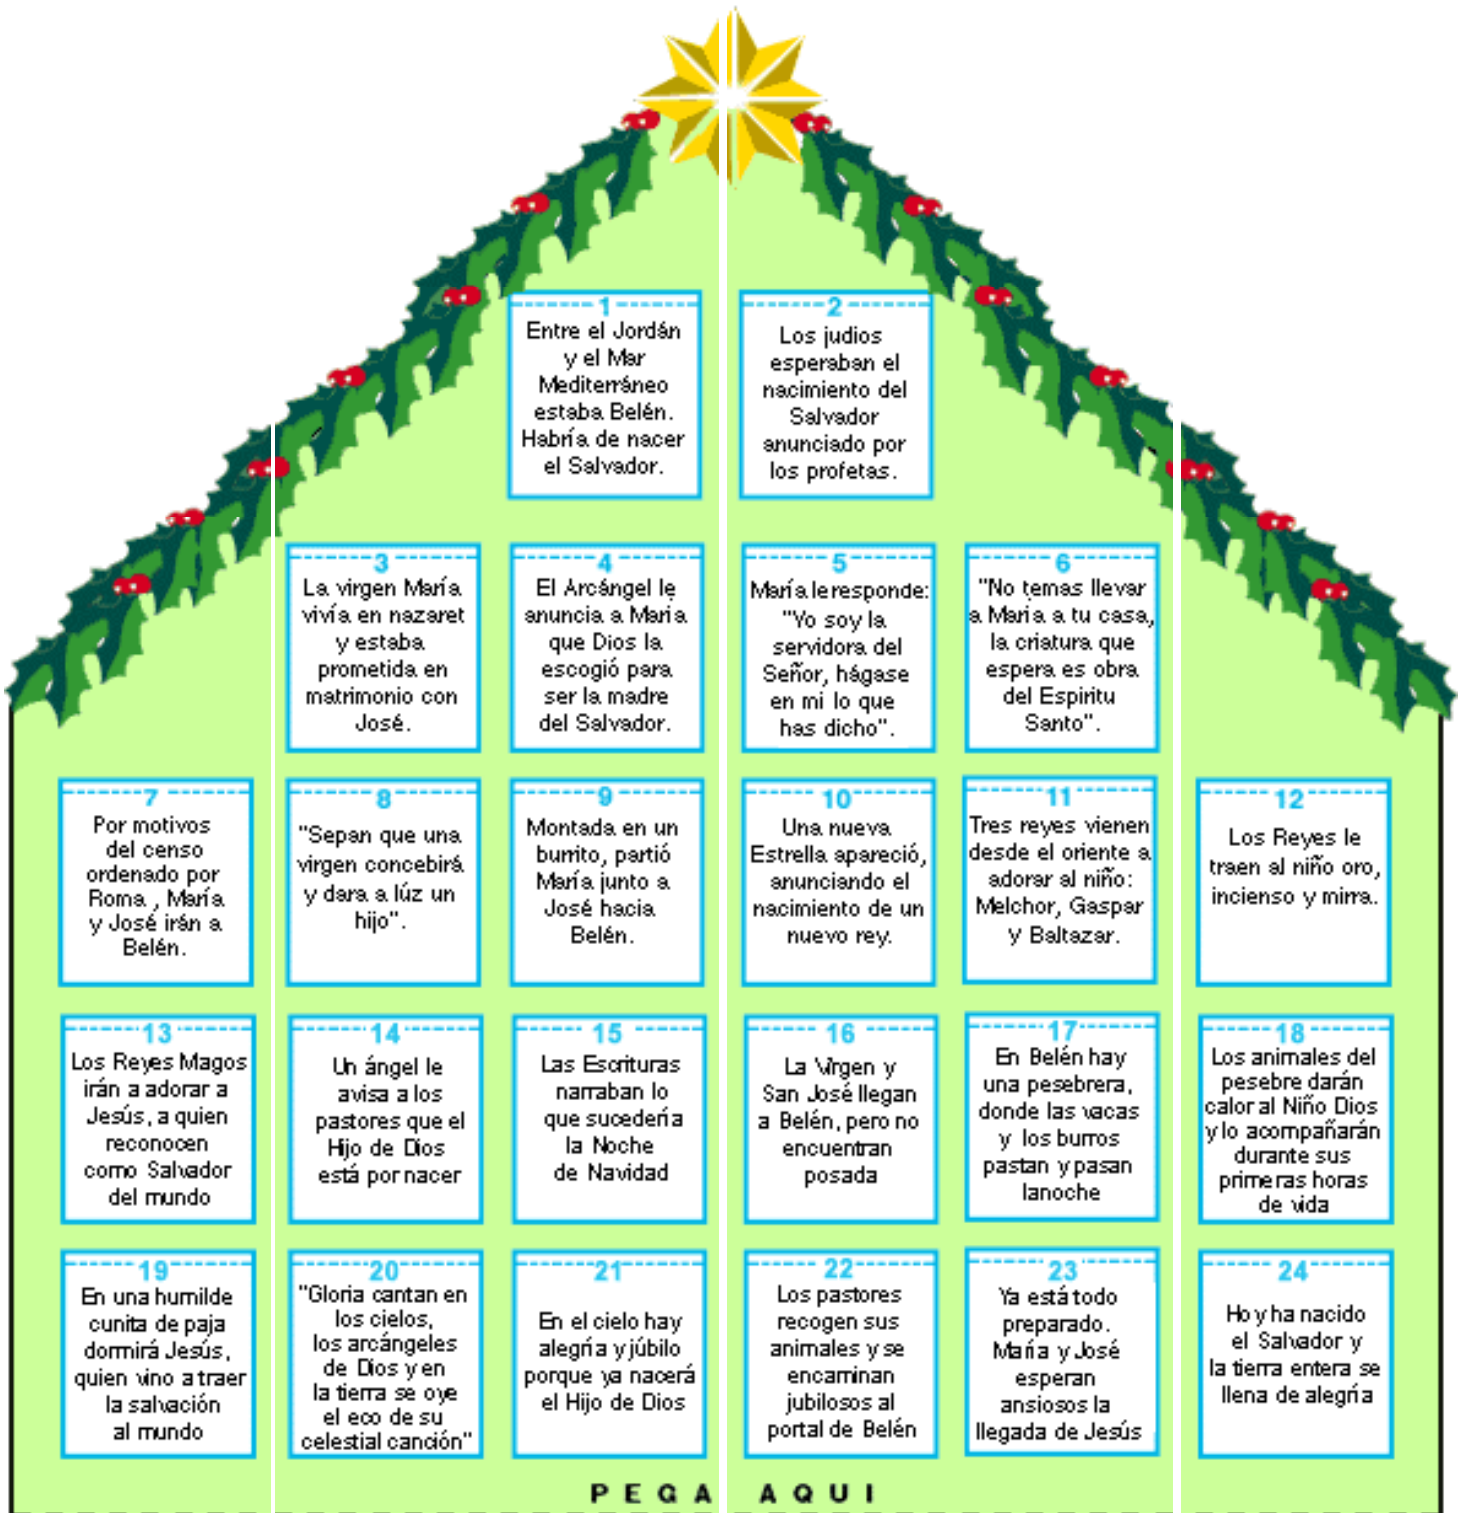 1
Entre el Jordán
y el Mar
Mediterráneo
estaba Belén.
Habría de nacer
el Salvador.
2
Los judios
esperaban el
nacimiento del
Salvador
anunciado por
los profetas.
3
La virgen María
vivía en nazaret
y estaba
prometida en
matrimonio con
José.
4
El Arcángel le
anuncia a Maria
que Dios la
escogió para
ser la madre
del Salvador.
5
María le responde:
"Yo soy la
servidora del
Señor, hágase
en mi lo que
has dicho".
6
"No temas llevar
a Maria a tu casa,
la criatura que
espera es obra
del Espiritu
Santo".
7
Por motivos
del censo
ordenado por
Roma , María
y José irán a
Belén.
8
"Sepan que una
virgen concebirá
y dara a lúz un
hijo".
9
Montada en un
burrito, partió
María junto a
José hacia
Belén.
10
Una nueva
Estrella apareció,
anunciando el
nacimiento de un
nuevo rey.
11
Tres reyes vienen
desde el oriente a
adorar al niño:
Melchor, Gaspar
y Baltazar.
12
Los Reyes le
traen al niño oro,
incienso y mirra.
13
Los Reyes Magos
irán a adorar a
Jesús, a quien
reconocen
como Salvador
del mundo
14
Un ángel le
avisa a los
pastores que el
Hijo de Dios
está por nacer
15
Las Escrituras
narraban lo
que sucedería
la Noche
de Navidad
16
La Virgen y
San José llegan
a Belén, pero no
encuentran
posada
17
En Belén hay
una pesebrera,
donde las vacas
y los burros
pastan y pasan
lanoche
18
Los animales del
pesebre darán
calor al Niño Dios
y lo acompañarán
durante sus
primeras horas
de vida
19
En una humilde
cunita de paja
dormirá Jesús,
quien vino a traer
la salvación
al mundo
20
"Gloria cantan en
los cielos,
los arcángeles
de Dios y en
la tierra se oye
el eco de su
celestial canción"
21
En el cielo hay
alegría y júbilo
porque ya nacerá
el Hijo de Dios
22
Los pastores
recogen sus
animales y se
encaminan
jubilosos al
portal de Belén
23
Ya está todo
preparado.
María y José
esperan
ansiosos la
llegada de Jesús
24
Hoy ha nacido
el Salvador y
la tierra entera se
llena de alegría
PEGA AQUI